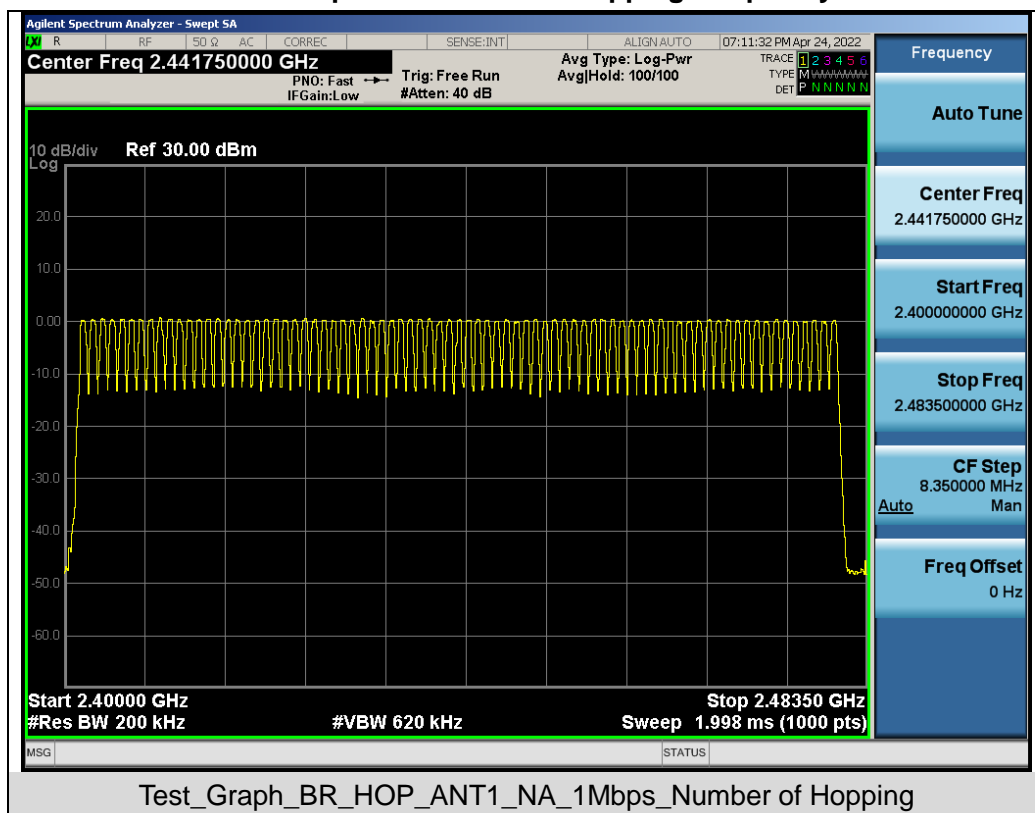 Agilent Spectrum Analyzer - Swept SA
LXI R RF 50 Ω AC CORREC SENSE:INT ALIGN AUTO 07:11:32 PM Apr 24, 2022
Center Freq 2.441750000 GHz
PNO: Fast
IFGain:Low
Trig: Free Run
#Atten: 40 dB
Avg Type: Log-Pwr
Avg|Hold: 100/100
TRACE 1 2 3 4 5 6
TYPE M WWWWW
DET P N N N N N
10 dB/div Ref 30.00 dBm
Log
20.0
10.0
0.00
-10.0
-20.0
-30.0
-40.0
-50.0
-60.0
Start 2.40000 GHz Stop 2.48350 GHz
#Res BW 200 kHz #VBW 620 kHz Sweep 1.998 ms (1000 pts)
MSG STATUS
Frequency
Auto Tune
Center Freq
2.441750000 GHz
Start Freq
2.400000000 GHz
Stop Freq
2.483500000 GHz
CF Step
8.350000 MHz
Auto Man
Freq Offset
0 Hz
Test_Graph_BR_HOP_ANT1_NA_1Mbps_Number of Hopping